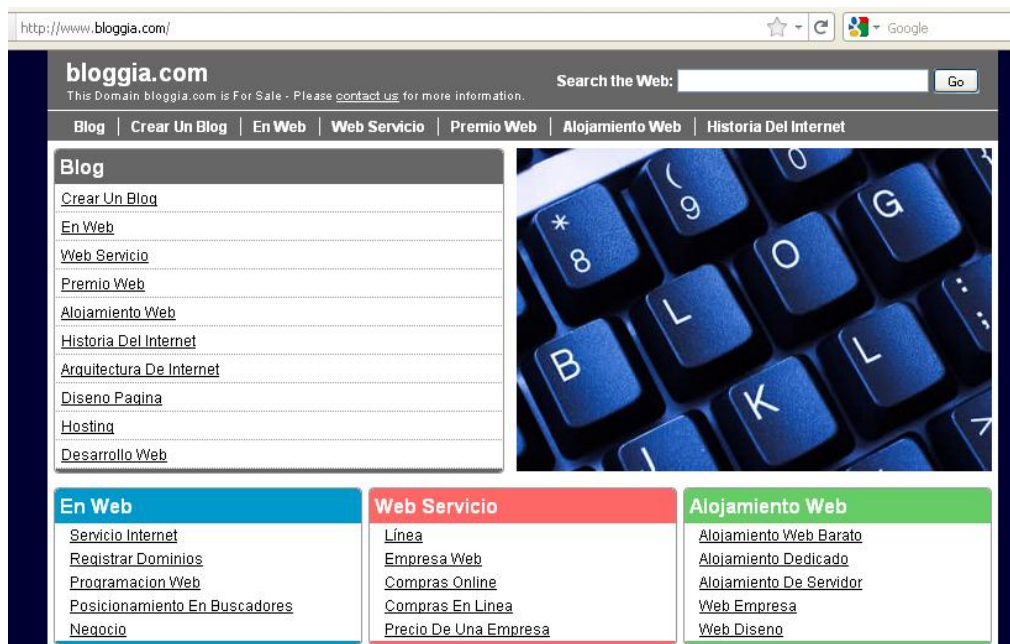 http://www.bloggia.com/
Google
bloggia.com
This Domain bloggia.com is For Sale - Please contact us for more information.
Search the Web:
Go
Blog | Crear Un Blog | En Web | Web Servicio | Premio Web | Alojamiento Web | Historia Del Internet
Blog
Crear Un Blog
En Web
Web Servicio
Premio Web
Alojamiento Web
Historia Del Internet
Arquitectura De Internet
Diseno Pagina
Hosting
Desarrollo Web
* ( O G
8 9 O : ;
B L L
K
En Web
Servicio Internet
Registrar Dominios
Programacion Web
Posicionamiento En Buscadores
Negocio
Web Servicio
Línea
Empresa Web
Compras Online
Compras En Linea
Precio De Una Empresa
Alojamiento Web
Alojamiento Web Barato
Alojamiento Dedicado
Alojamiento De Servidor
Web Empresa
Web Diseno